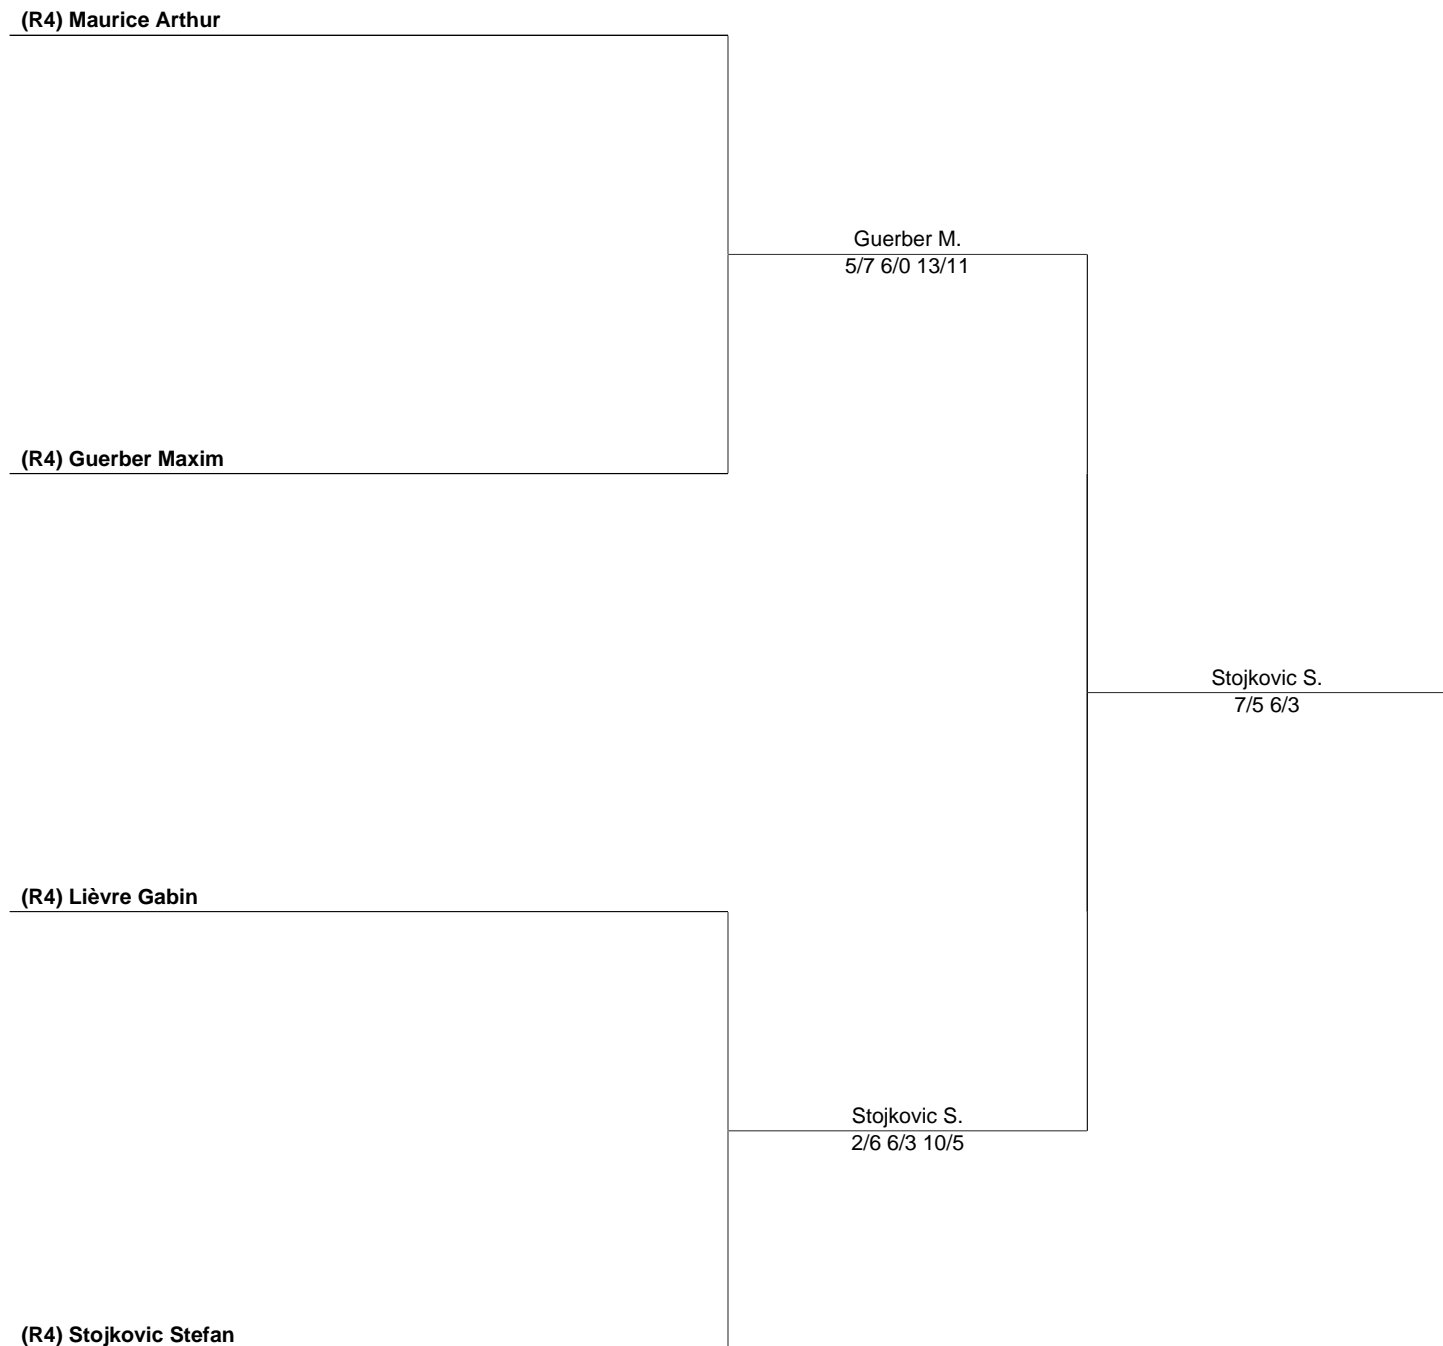 (R4) Maurice Arthur
Guerber M.
5/7 6/0 13/11
(R4) Guerber Maxim
Stojkovic S.
7/5 6/3
(R4) Lièvre Gabin
Stojkovic S.
2/6 6/3 10/5
(R4) Stojkovic Stefan